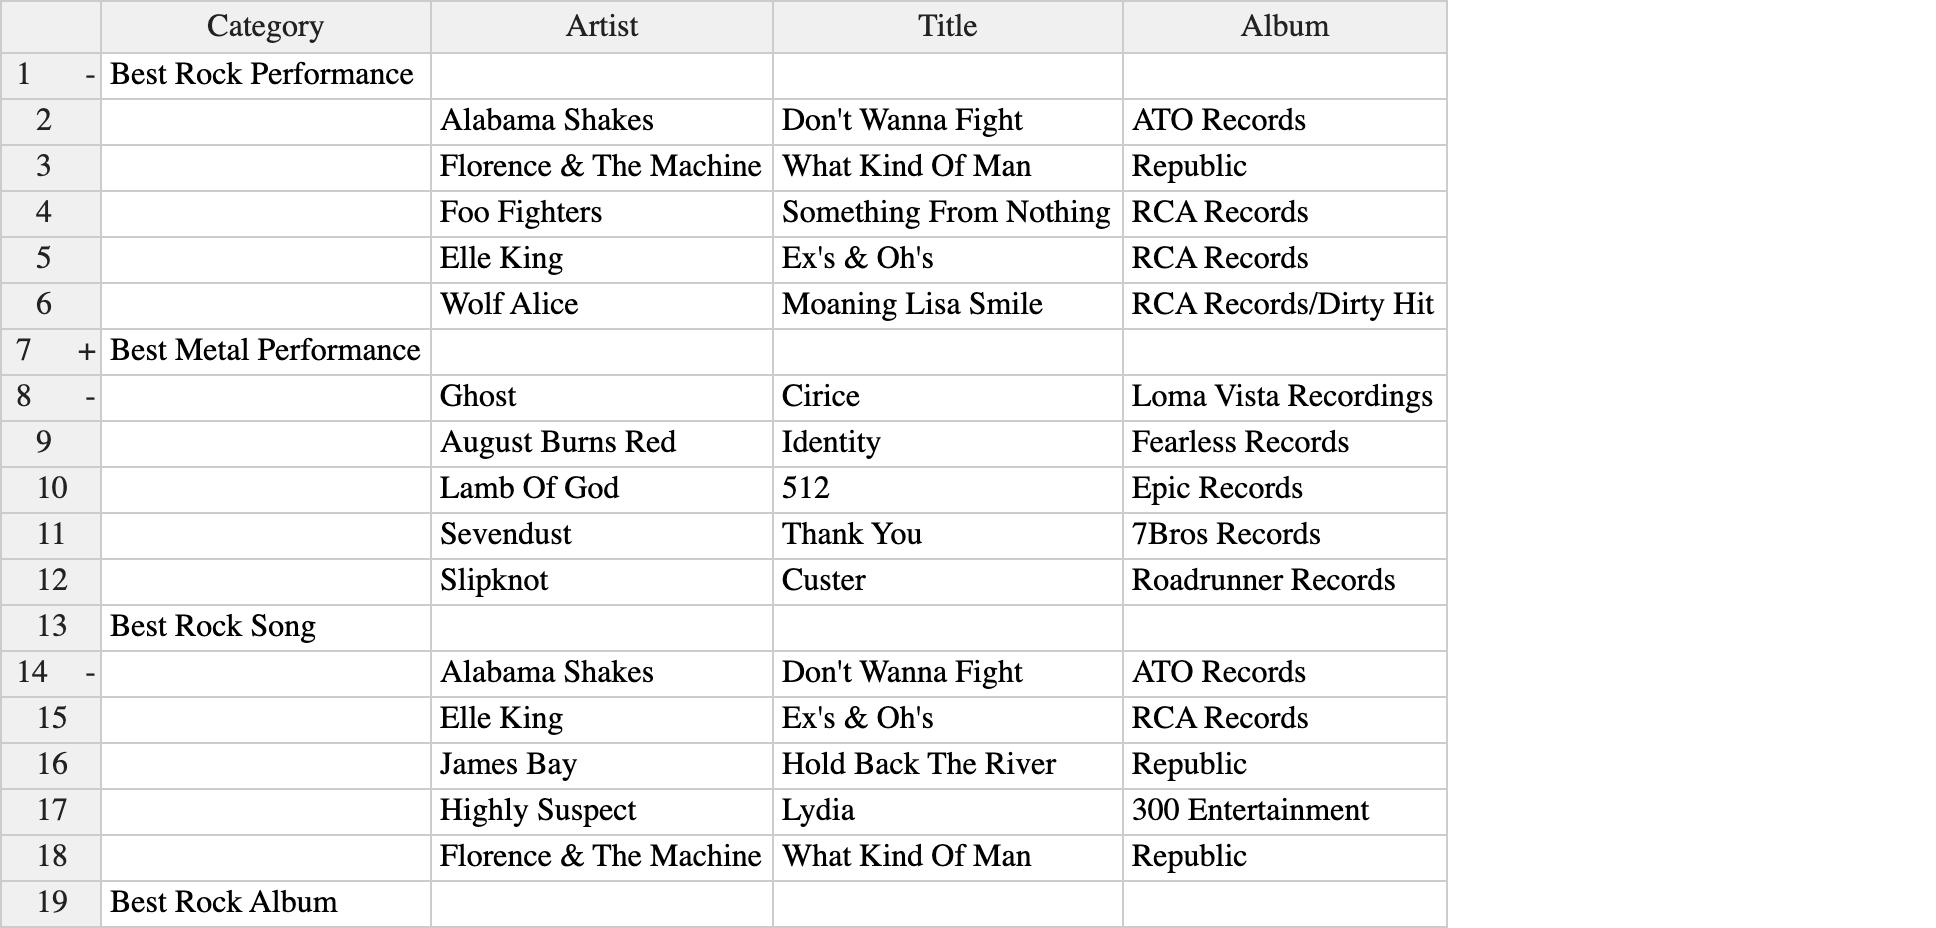 Category Artist Title Album
1 - Best Rock Performance
2 Alabama Shakes Don't Wanna Fight ATO Records
3 Florence & The Machine What Kind Of Man Republic
4 Foo Fighters Something From Nothing RCA Records
5 Elle King Ex's & Oh's RCA Records
6 Wolf Alice Moaning Lisa Smile RCA Records/Dirty Hit
7 + Best Metal Performance
8 - Ghost Cirice Loma Vista Recordings
9 August Burns Red Identity Fearless Records
10 Lamb Of God 512 Epic Records
11 Sevendust Thank You 7Bros Records
12 Slipknot Custer Roadrunner Records
13 Best Rock Song
14 - Alabama Shakes Don't Wanna Fight ATO Records
15 Elle King Ex's & Oh's RCA Records
16 James Bay Hold Back The River Republic
17 Highly Suspect Lydia 300 Entertainment
18 Florence & The Machine What Kind Of Man Republic
19 Best Rock Album